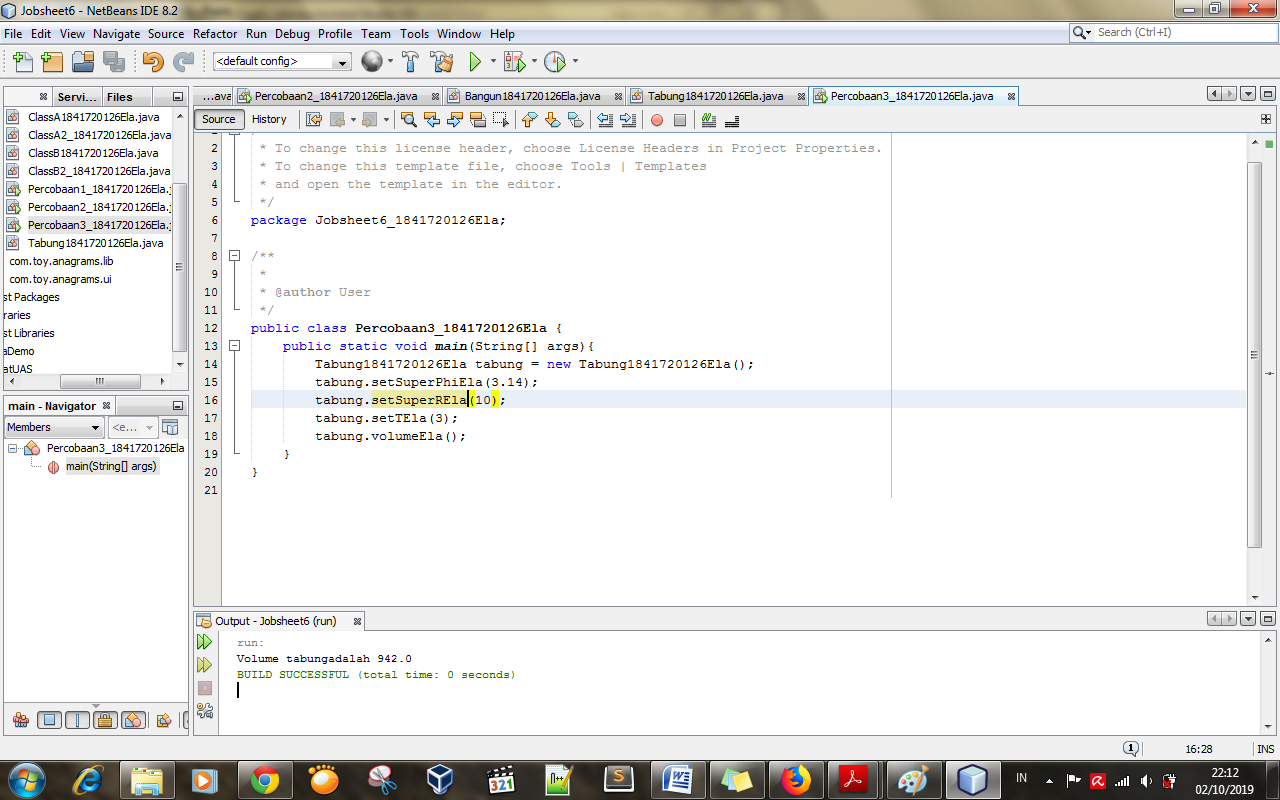 Jobsheet6 - NetBeans IDE 8.2
File Edit View Navigate Source Refactor Run Debug Profile Team Tools Window Help
Search (Ctrl+I)
<default config>
Servi... Files
...ava Percobaan2_1841720126Ela.java Bangun1841720126Ela.java Tabung1841720126Ela.java Percobaan3_1841720126Ela.java
Source History
ClassA1841720126Ela.java
ClassA2_1841720126Ela.java
ClassB1841720126Ela.java
ClassB2_1841720126Ela.java
Percobaan1_1841720126Ela.j
Percobaan2_1841720126Ela.j
Percobaan3_1841720126Ela.j
Tabung1841720126Ela.java
com.toy.anagrams.lib
com.toy.anagrams.ui
st Packages
raries
st Libraries
aDemo
atUAS
main - Navigator
Members <e...
Percobaan3_1841720126Ela
main(String[] args)
2 * To change this license header, choose License Headers in Project Properties.
3 * To change this template file, choose Tools | Templates
4 * and open the template in the editor.
5 */
6 package Jobsheet6_1841720126Ela;
7
8 /**
9 *
10 * @author User
11 */
12 public class Percobaan3_1841720126Ela {
13 public static void main(String[] args){
14 Tabung1841720126Ela tabung = new Tabung1841720126Ela();
15 tabung.setSuperPhiEla(3.14);
16 tabung.setSuperREla(10);
17 tabung.setTEla(3);
18 tabung.volumeEla();
19 }
20 }
21
Output - Jobsheet6 (run)
run:
Volume tabungadalah 942.0
BUILD SUCCESSFUL (total time: 0 seconds)
1 16:28 INS
321
IN
22:12
02/10/2019